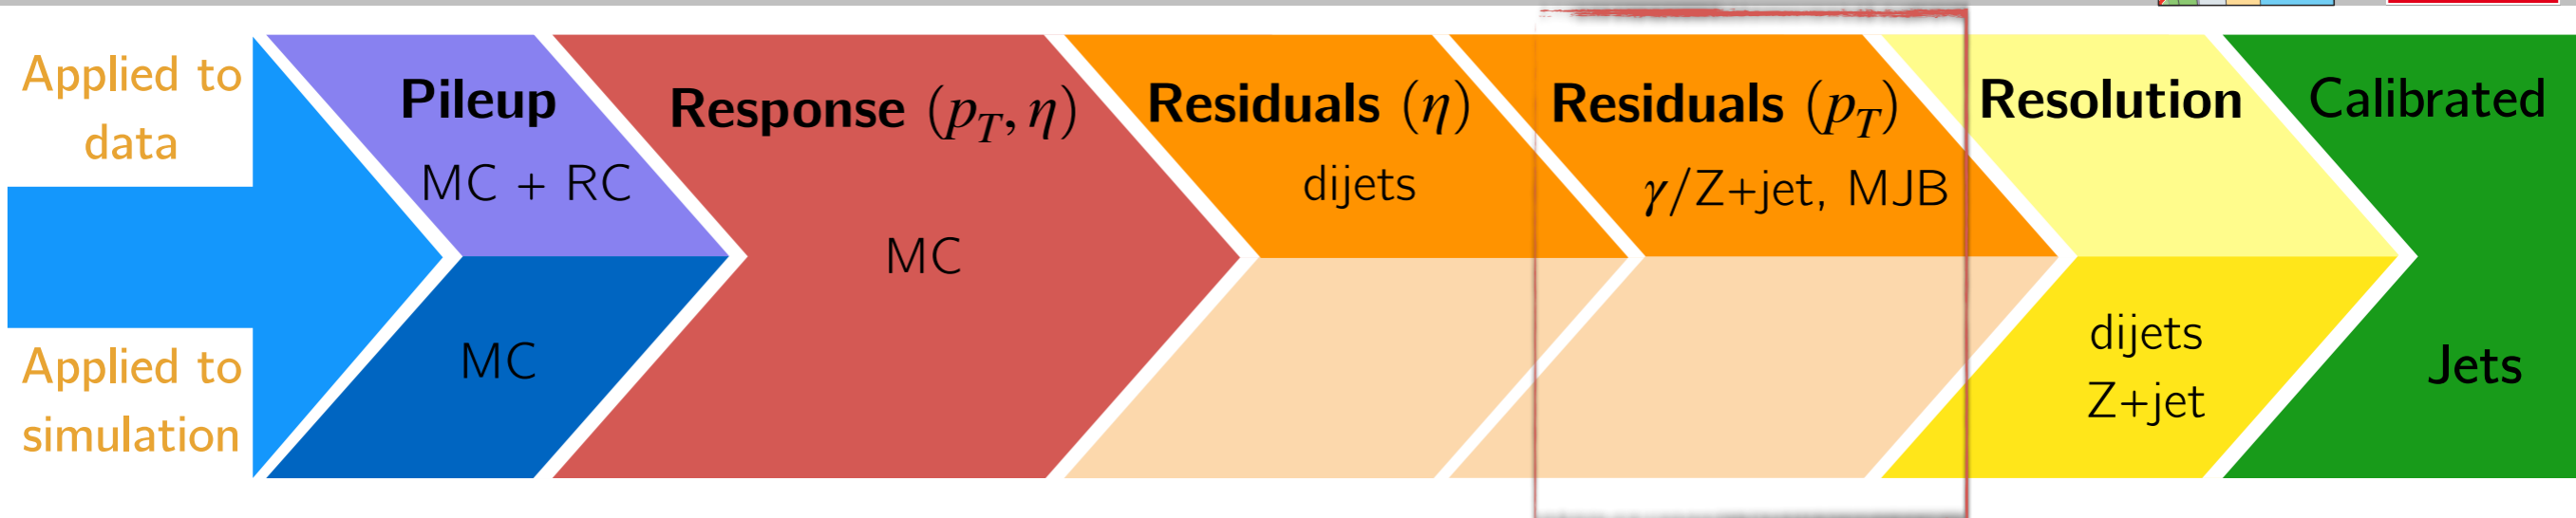 Applied to
data
Applied to
simulation
Pileup
MC + RC
MC
Response (p_T, η)
MC
Residuals (η)
dijets
Residuals (p_T)
γ/Z+jet, MJB
Resolution
dijets
Z+jet
Calibrated
Jets